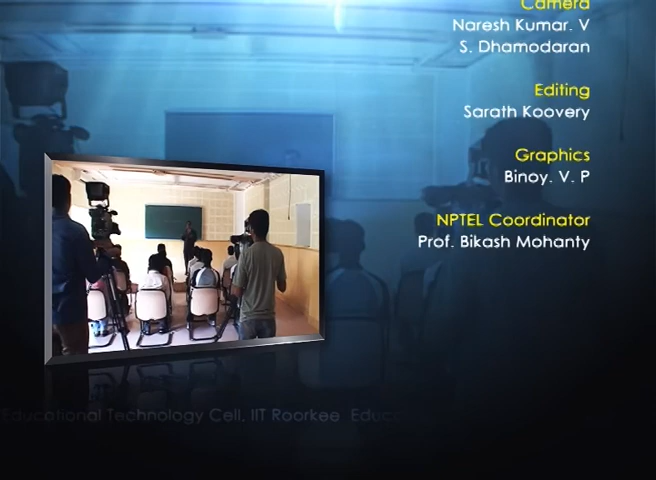 Camera
Naresh Kumar. V
S. Dhamodaran
Editing
Sarath Koovery
Graphics
Binoy. V. P
NPTEL Coordinator
Prof. Bikash Mohanty
Educational Technology Cell, IIT Roorkee Educ